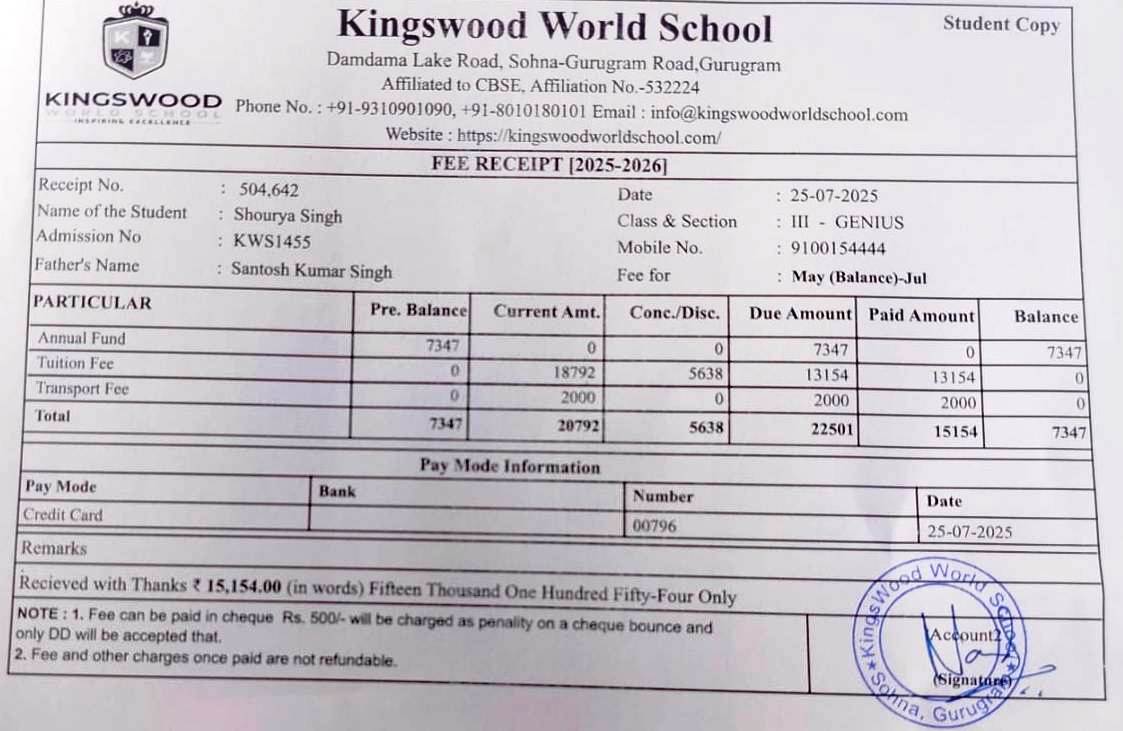 Kingswood World School
Student Copy
Damdama Lake Road, Sohna-Gurugram Road,Gurugram
Affiliated to CBSE, Affiliation No.-532224
KINGSWOOD
WORLD SCHOOL
INSPIRING EXCELLENCE
Phone No. : +91-9310901090, +91-8010180101 Email : info@kingswoodworldschool.com
Website : https://kingswoodworldschool.com/
FEE RECEIPT [2025-2026]
Receipt No. : 504,642 Date : 25-07-2025
Name of the Student : Shourya Singh Class & Section : III - GENIUS
Admission No : KWS1455 Mobile No. : 9100154444
Father's Name : Santosh Kumar Singh Fee for : May (Balance)-Jul
PARTICULAR Pre. Balance Current Amt. Conc./Disc. Due Amount Paid Amount Balance
Annual Fund 7347 0 0 7347 0 7347
Tuition Fee 0 18792 5638 13154 13154 0
Transport Fee 0 2000 0 2000 2000 0
Total 7347 20792 5638 22501 15154 7347
Pay Mode Information
Pay Mode Bank Number Date
Credit Card 00796 25-07-2025
Remarks
Recieved with Thanks ₹ 15,154.00 (in words) Fifteen Thousand One Hundred Fifty-Four Only
NOTE : 1. Fee can be paid in cheque Rs. 500/- will be charged as penality on a cheque bounce and
only DD will be accepted that.
2. Fee and other charges once paid are not refundable.
Account2
(Signature)
KingsWood World School
Sohna, Gurugram